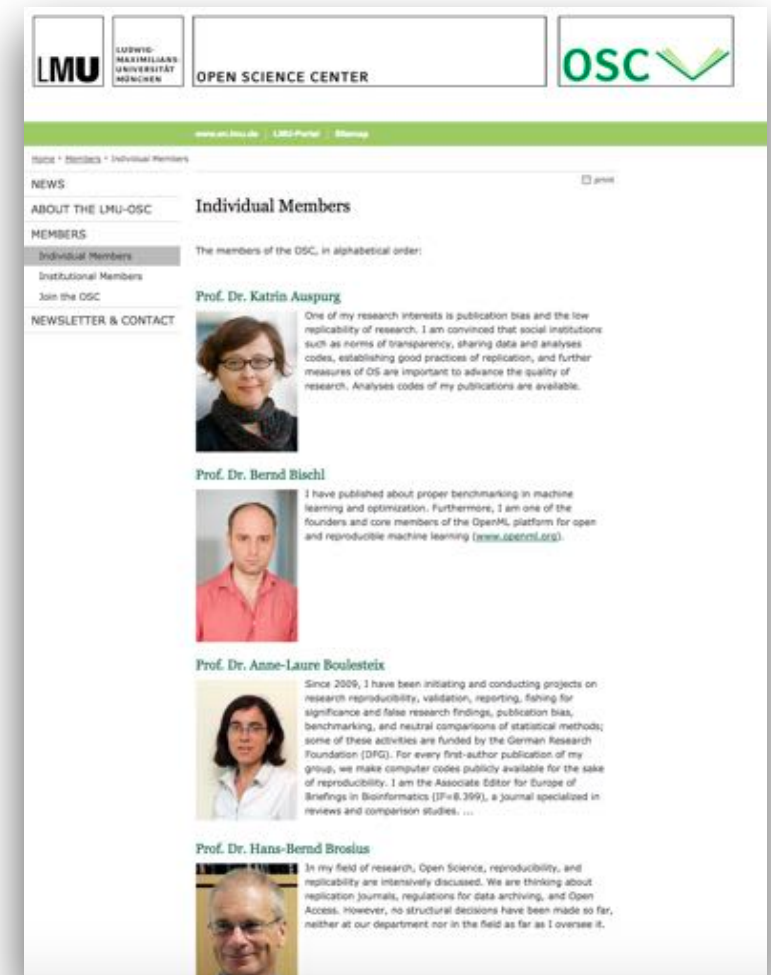 LMU
LUDWIG-
MAXIMILIANS-
UNIVERSITÄT
MÜNCHEN
OPEN SCIENCE CENTER
OSC
www.en.lmu.de | LMU-Portal | Sitemap
Home • Members • Individual Members
print
NEWS
ABOUT THE LMU-OSC
MEMBERS
Individual Members
Institutional Members
Join the OSC
NEWSLETTER & CONTACT
Individual Members
The members of the OSC, in alphabetical order:
Prof. Dr. Katrin Auspurg
One of my research interests is publication bias and the low
replicability of research. I am convinced that social institutions
such as norms of transparency, sharing data and analyses
codes, establishing good practices of replication, and further
measures of OS are important to advance the quality of
research. Analyses codes of my publications are available.
Prof. Dr. Bernd Bischl
I have published about proper benchmarking in machine
learning and optimization. Furthermore, I am one of the
founders and core members of the OpenML platform for open
and reproducible machine learning (www.openml.org).
Prof. Dr. Anne-Laure Boulesteix
Since 2009, I have been initiating and conducting projects on
research reproducibility, validation, reporting, fishing for
significance and false research findings, publication bias,
benchmarking, and neutral comparisons of statistical methods;
some of these activities are funded by the German Research
Foundation (DFG). For every first-author publication of my
group, we make computer codes publicly available for the sake
of reproducibility. I am the Associate Editor for Europe of
Briefings in Bioinformatics (IF=8.399), a journal specialized in
reviews and comparison studies. ...
Prof. Dr. Hans-Bernd Brosius
In my field of research, Open Science, reproducibility, and
replicability are intensively discussed. We are thinking about
replication journals, regulations for data archiving, and Open
Access. However, no structural decisions have been made so far,
neither at our department nor in the field as far as I oversee it.